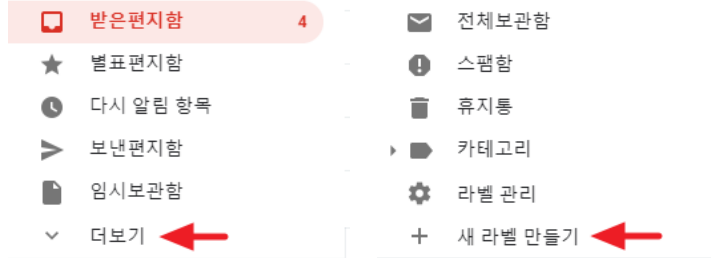 받은편지함 4
별표편지함
다시 알림 항목
보낸편지함
임시보관함
더보기
전체보관함
스팸함
휴지통
카테고리
라벨 관리
새 라벨 만들기